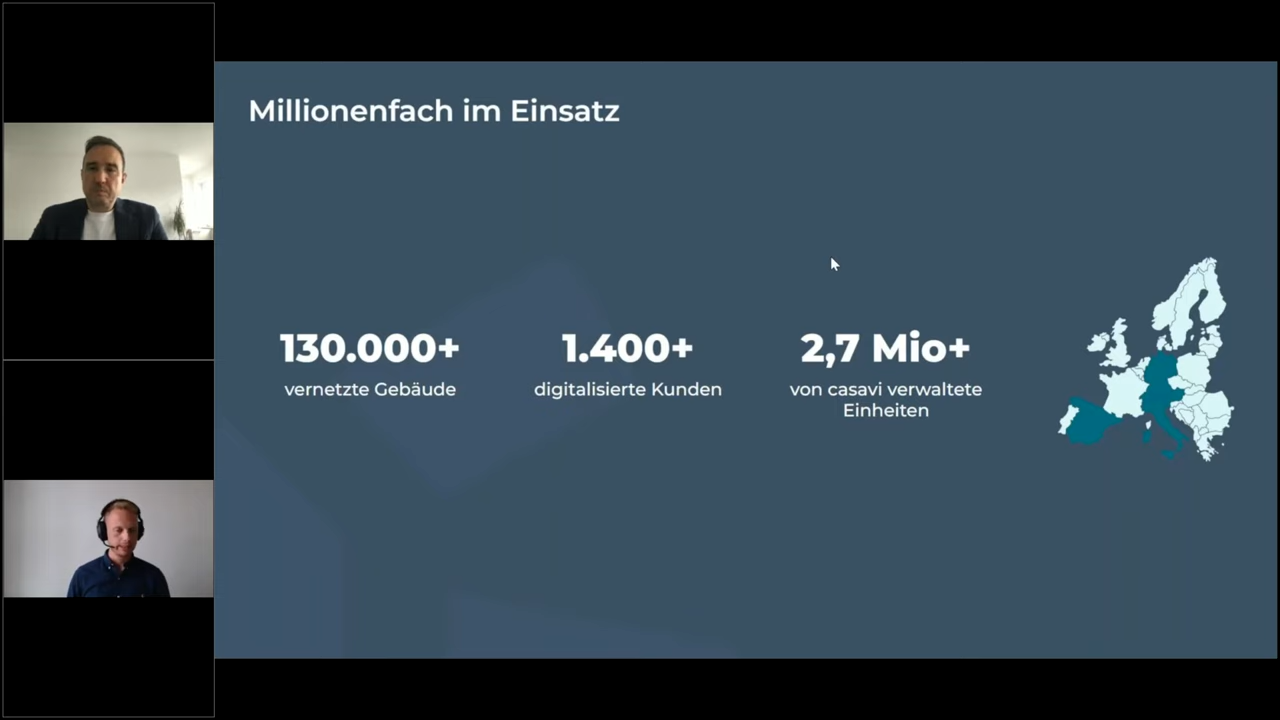 Millionenfach im Einsatz
130.000+
vernetzte Gebäude
1.400+
digitalisierte Kunden
2,7 Mio+
von casavi verwaltete
Einheiten